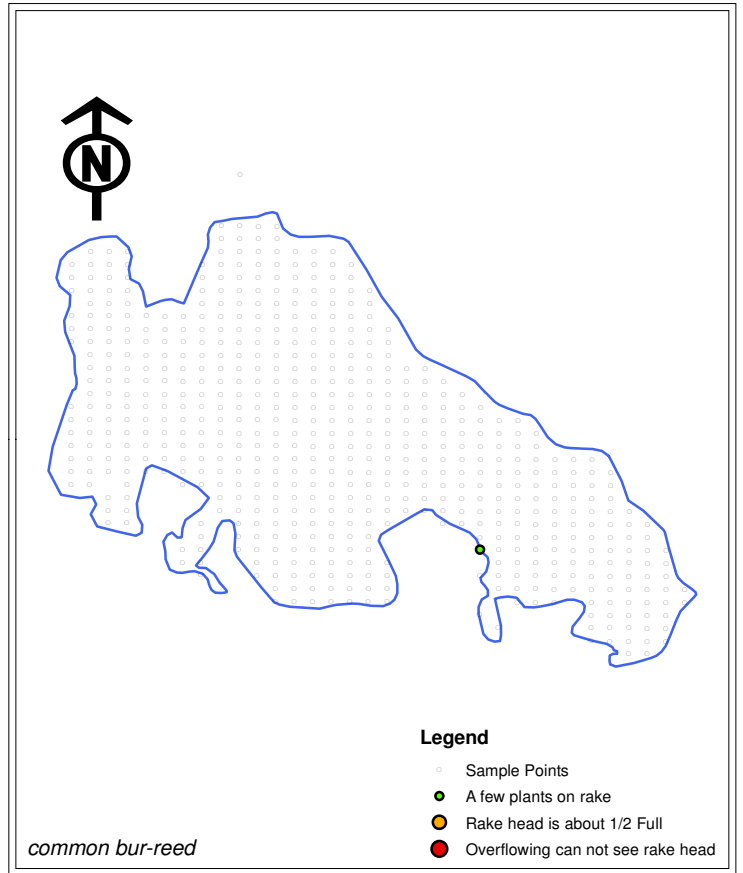 N
Legend
Sample Points
A few plants on rake
Rake head is about 1/2 Full
Overflowing can not see rake head
common bur-reed